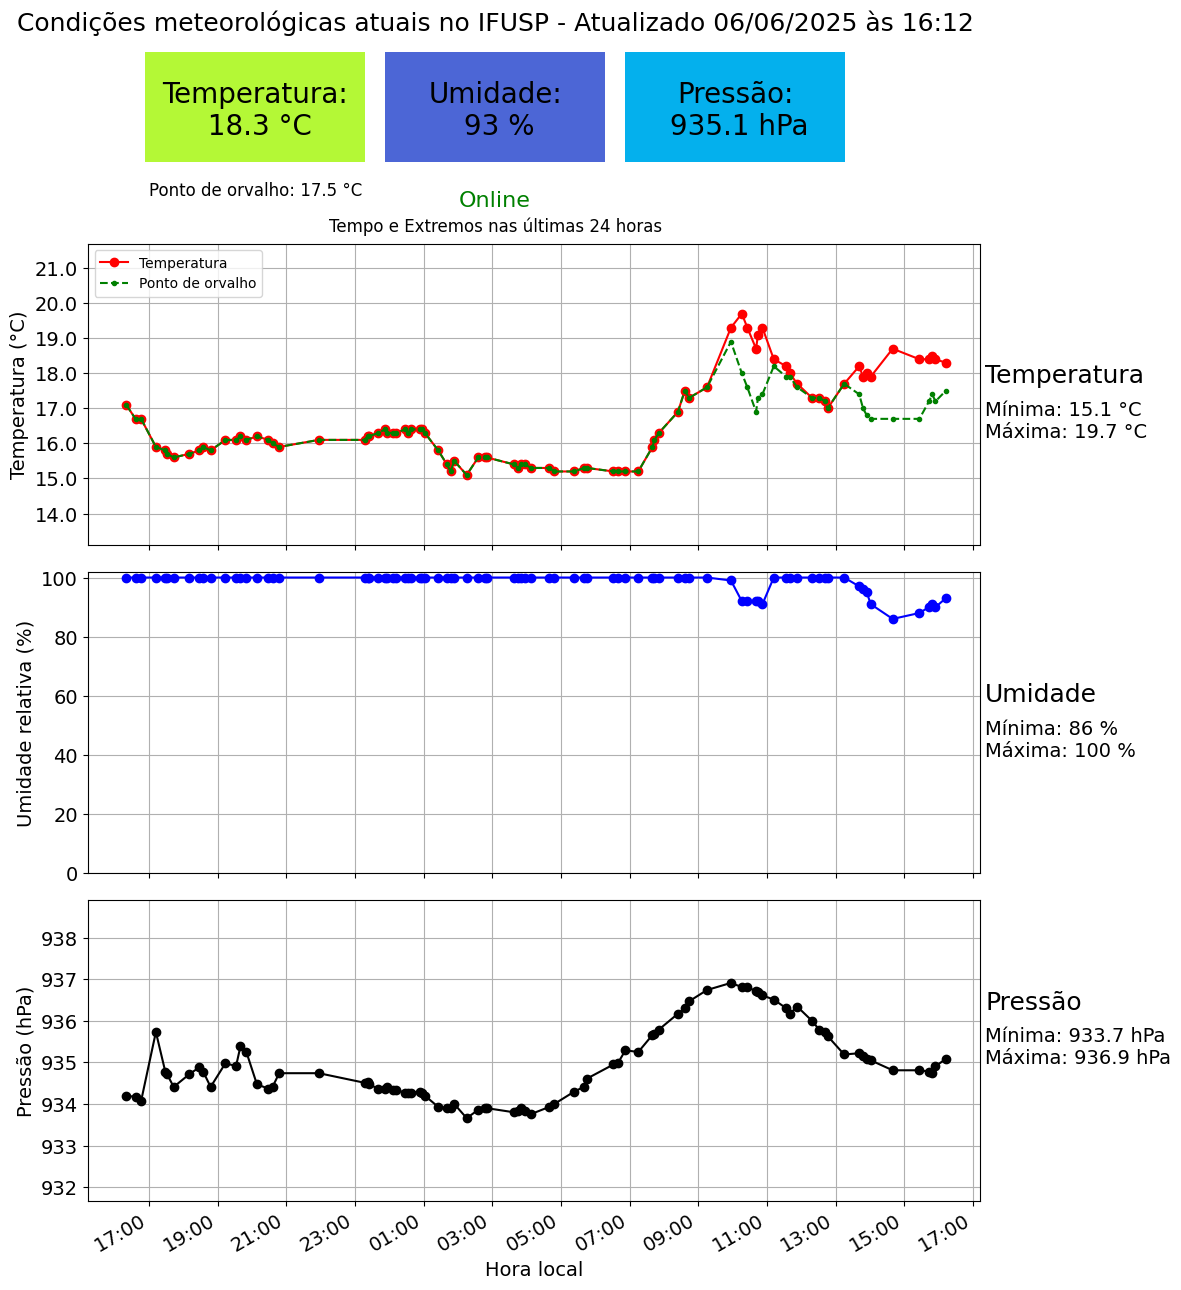 Condições meteorológicas atuais no IFUSP - Atualizado 06/06/2025 às 16:12
Temperatura:
18.3 °C
Umidade:
93 %
Pressão:
935.1 hPa
Ponto de orvalho: 17.5 °C
Online
Tempo e Extremos nas últimas 24 horas
Temperatura
Ponto de orvalho
Temperatura (°C)
21.0
20.0
19.0
18.0
17.0
16.0
15.0
14.0
Temperatura
Mínima: 15.1 °C
Máxima: 19.7 °C
Umidade relativa (%)
100
80
60
40
20
0
Umidade
Mínima: 86 %
Máxima: 100 %
Pressão (hPa)
938
937
936
935
934
933
932
Pressão
Mínima: 933.7 hPa
Máxima: 936.9 hPa
17:00 19:00 21:00 23:00 01:00 03:00 05:00 07:00 09:00 11:00 13:00 15:00 17:00
Hora local